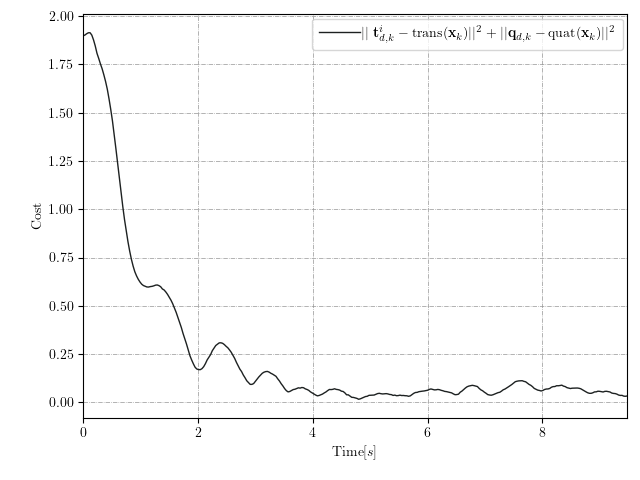 || t^i_{d,k} − trans(x_k)||^2 + ||q_{d,k} − quat(x_k)||^2
2.00
1.75
1.50
1.25
1.00
0.75
0.50
0.25
0.00
Cost
0 2 4 6 8
Time[s]